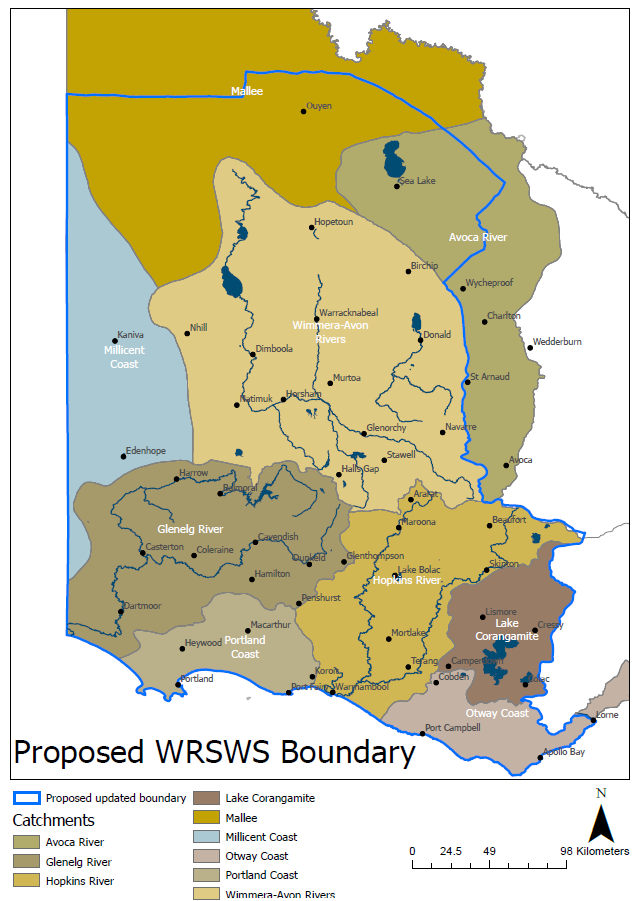 Mallee
Ouyen
Sea Lake
Hopetoun
Avoca River
Birchip
Wycheproof
Warracknabeal
Wimmera-Avon
Rivers
Charlton
Kaniva
Nhill
Donald
Wedderburn
Millicent
Coast
Dimboola
Murtoa
St Arnaud
Natimuk
Horsham
Glenorchy
Navarre
Edenhope
Stawell
Avoca
Harrow
Halls Gap
Balmoral
Ararat
Glenelg River
Maroona
Beaufort
Cavendish
Casterton
Coleraine
Dunkeld
Glenthompson
Lake Bolac
Skipton
Hamilton
Hopkins River
Dartmoor
Penshurst
Lismore
Macarthur
Lake
Corangamite
Cressy
Heywood
Portland
Coast
Mortlake
Terang
Camperdown
Portland
Koroit
Cobden
Colac
Port Fairy
Warrnambool
Otway Coast
Lorne
Port Campbell
Apollo Bay
Proposed WRSWS Boundary
Proposed updated boundary
Catchments
Avoca River
Glenelg River
Hopkins River
Lake Corangamite
Mallee
Millicent Coast
Otway Coast
Portland Coast
Wimmera-Avon Rivers
N
0 24.5 49 98 Kilometers